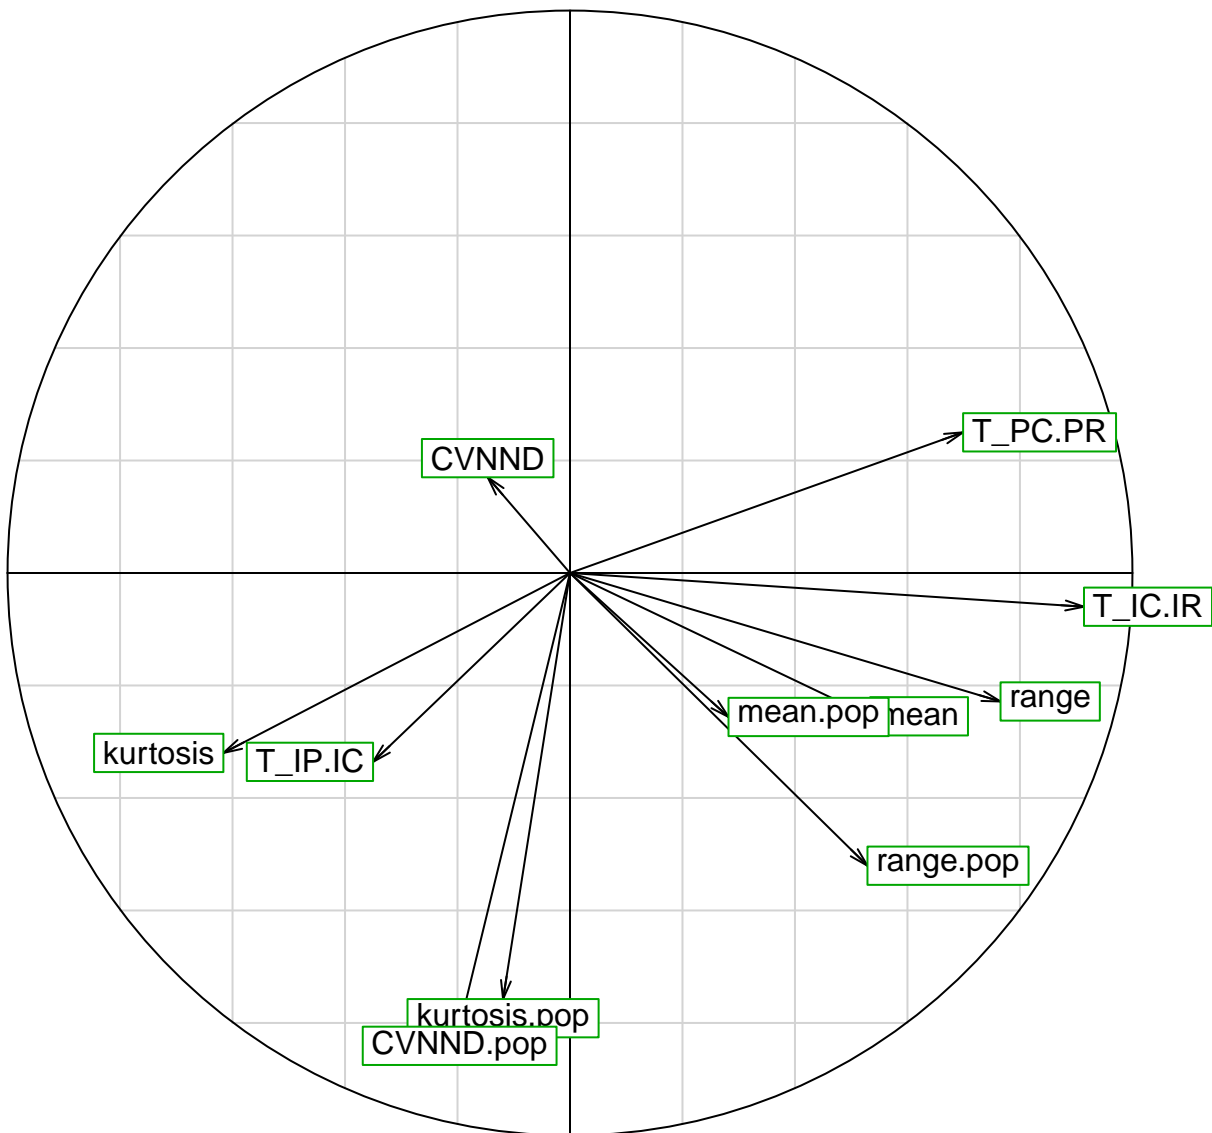 T_PC.PR
CVNND
T_IC.IR
range
mean.pop
mean
kurtosis
T_IP.IC
range.pop
kurtosis.pop
CVNND.pop